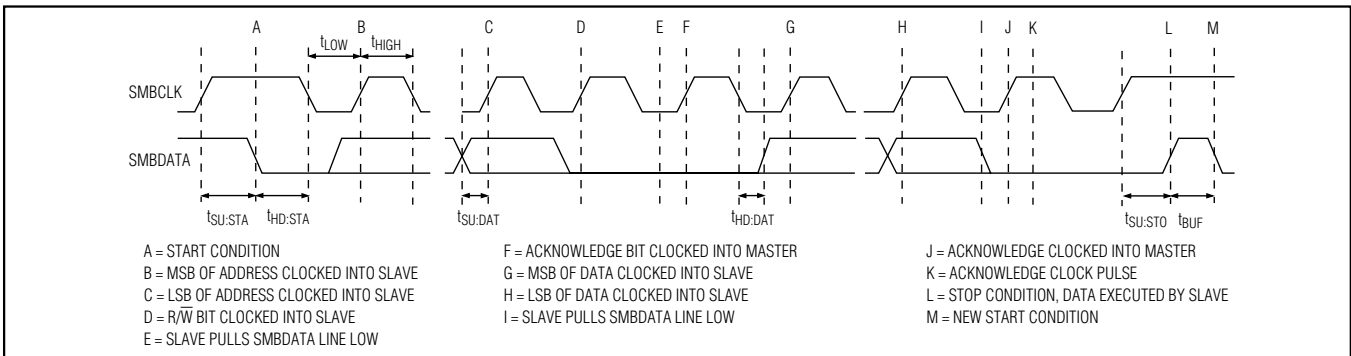 A B C D E F G H I J K L M
tLOW tHIGH
SMBCLK
SMBDATA
tSU:STA tHD:STA tSU:DAT tHD:DAT tSU:STO tBUF
A = START CONDITION
B = MSB OF ADDRESS CLOCKED INTO SLAVE
C = LSB OF ADDRESS CLOCKED INTO SLAVE
D = R/W̅ BIT CLOCKED INTO SLAVE
E = SLAVE PULLS SMBDATA LINE LOW
F = ACKNOWLEDGE BIT CLOCKED INTO MASTER
G = MSB OF DATA CLOCKED INTO SLAVE
H = LSB OF DATA CLOCKED INTO SLAVE
I = SLAVE PULLS SMBDATA LINE LOW
J = ACKNOWLEDGE CLOCKED INTO MASTER
K = ACKNOWLEDGE CLOCK PULSE
L = STOP CONDITION, DATA EXECUTED BY SLAVE
M = NEW START CONDITION